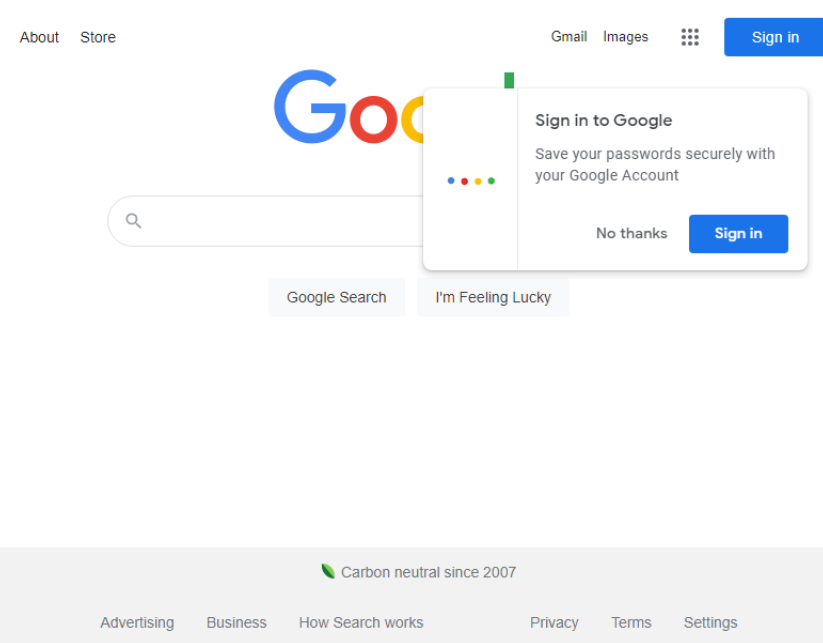 About Store Gmail Images Sign in
Goo
Sign in to Google
Save your passwords securely with
your Google Account
No thanks Sign in
Google Search I'm Feeling Lucky
Carbon neutral since 2007
Advertising Business How Search works Privacy Terms Settings